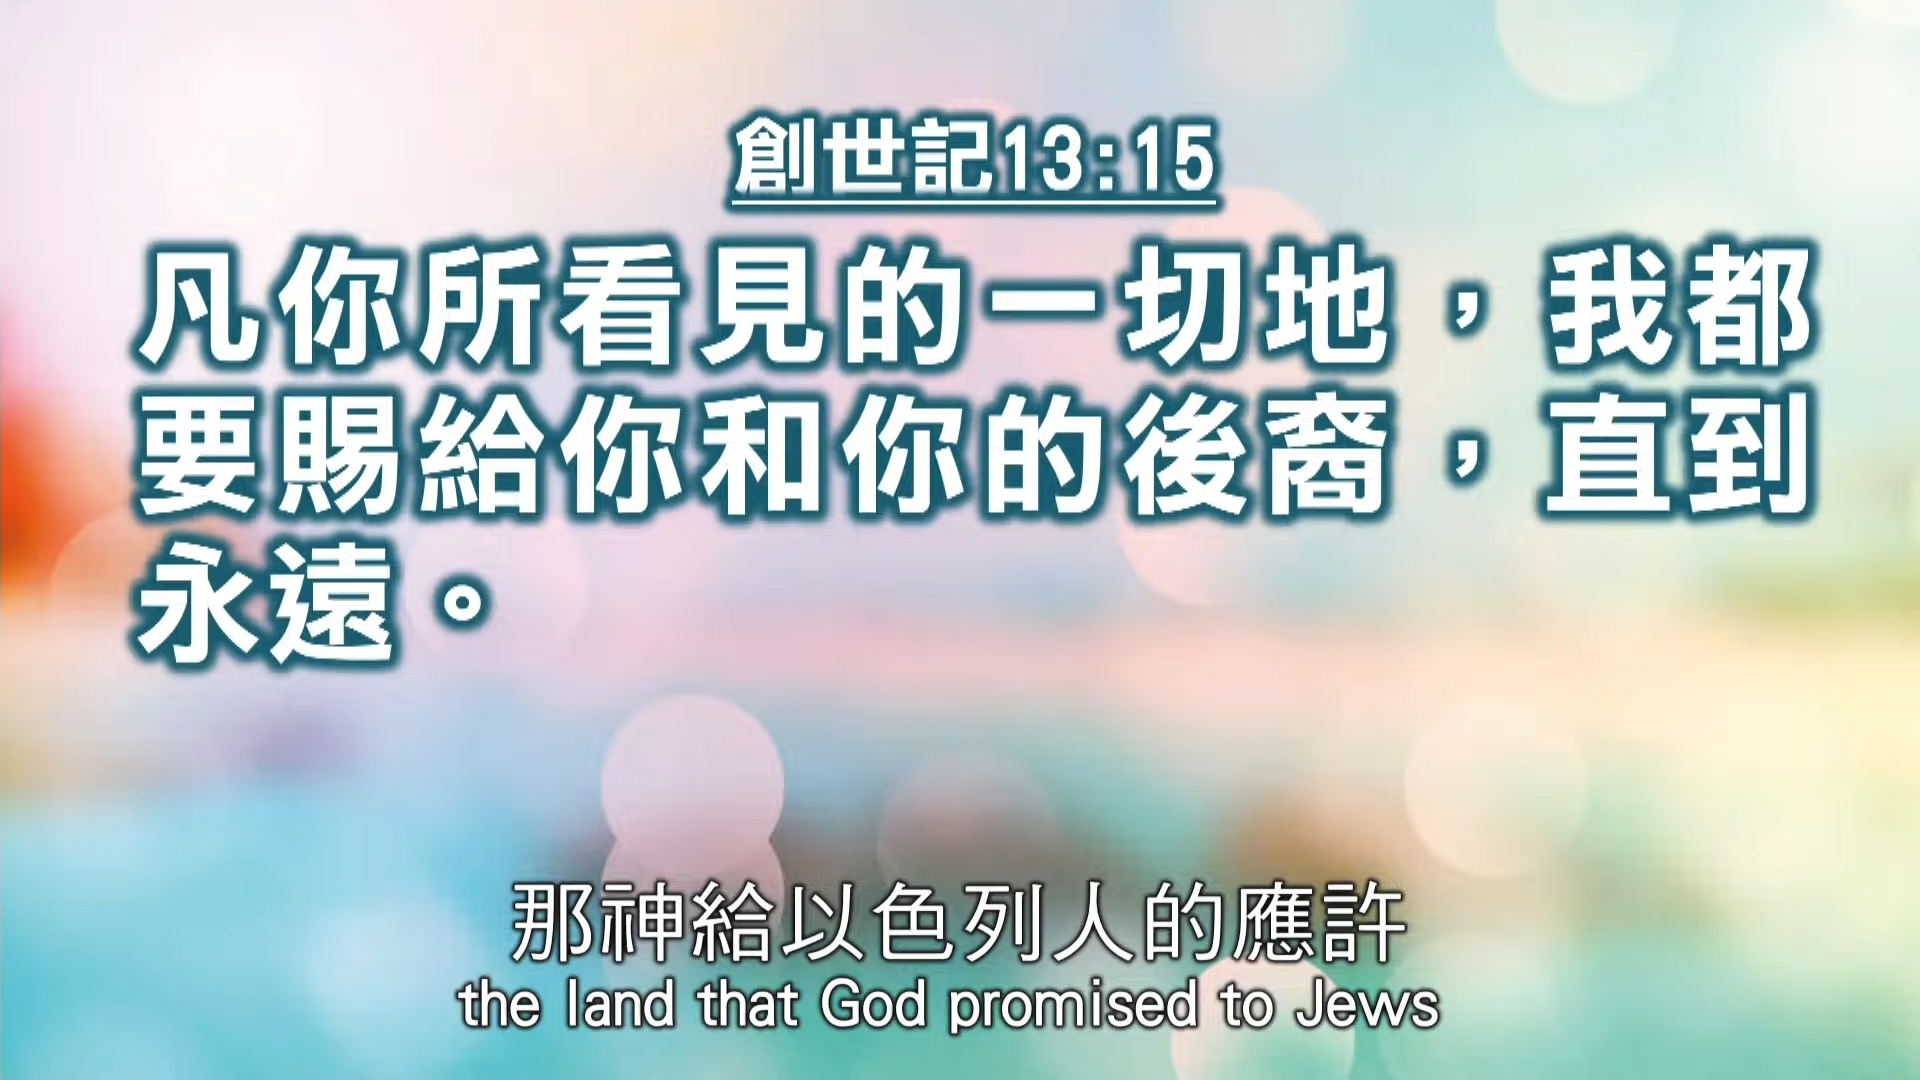 創世記13:15
凡你所看見的一切地，我都
要賜給你和你的後裔，直到
永遠。
那神給以色列人的應許
the land that God promised to Jews